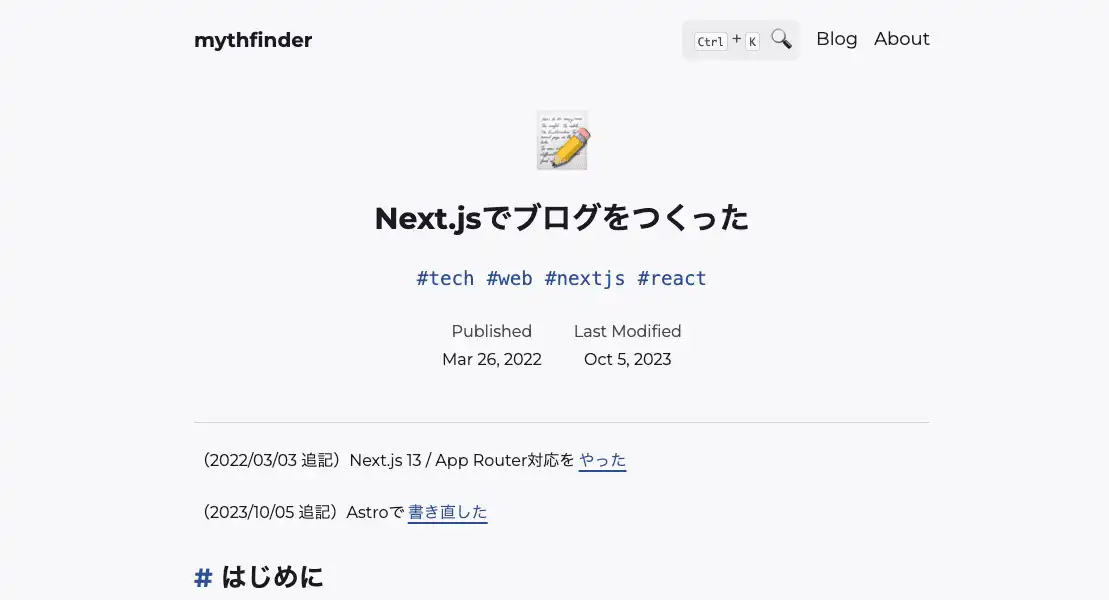 mythfinder
Ctrl + K Blog About
Next.jsでブログをつくった
#tech #web #nextjs #react
Published Last Modified
Mar 26, 2022 Oct 5, 2023
（2022/03/03 追記）Next.js 13 / App Router対応を やった
（2023/10/05 追記）Astroで 書き直した
# はじめに